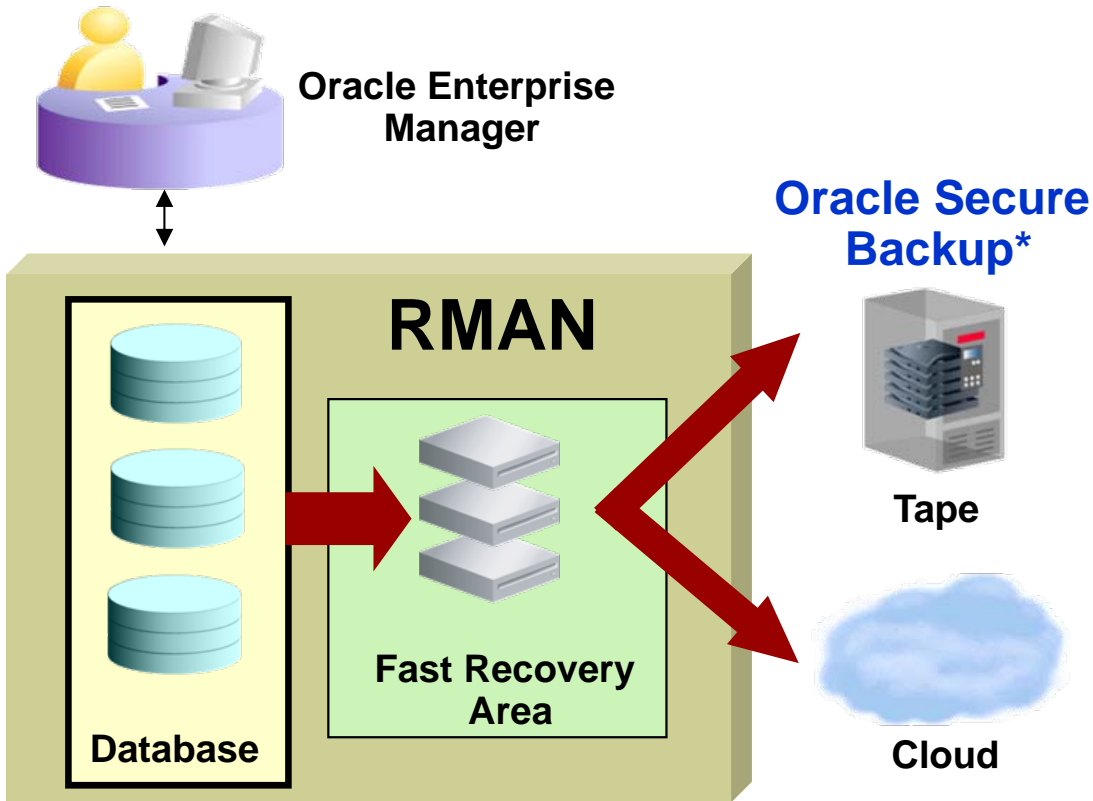 Oracle Enterprise
Manager
Oracle Secure
Backup*
RMAN
Tape
Fast Recovery
Area
Database
Cloud